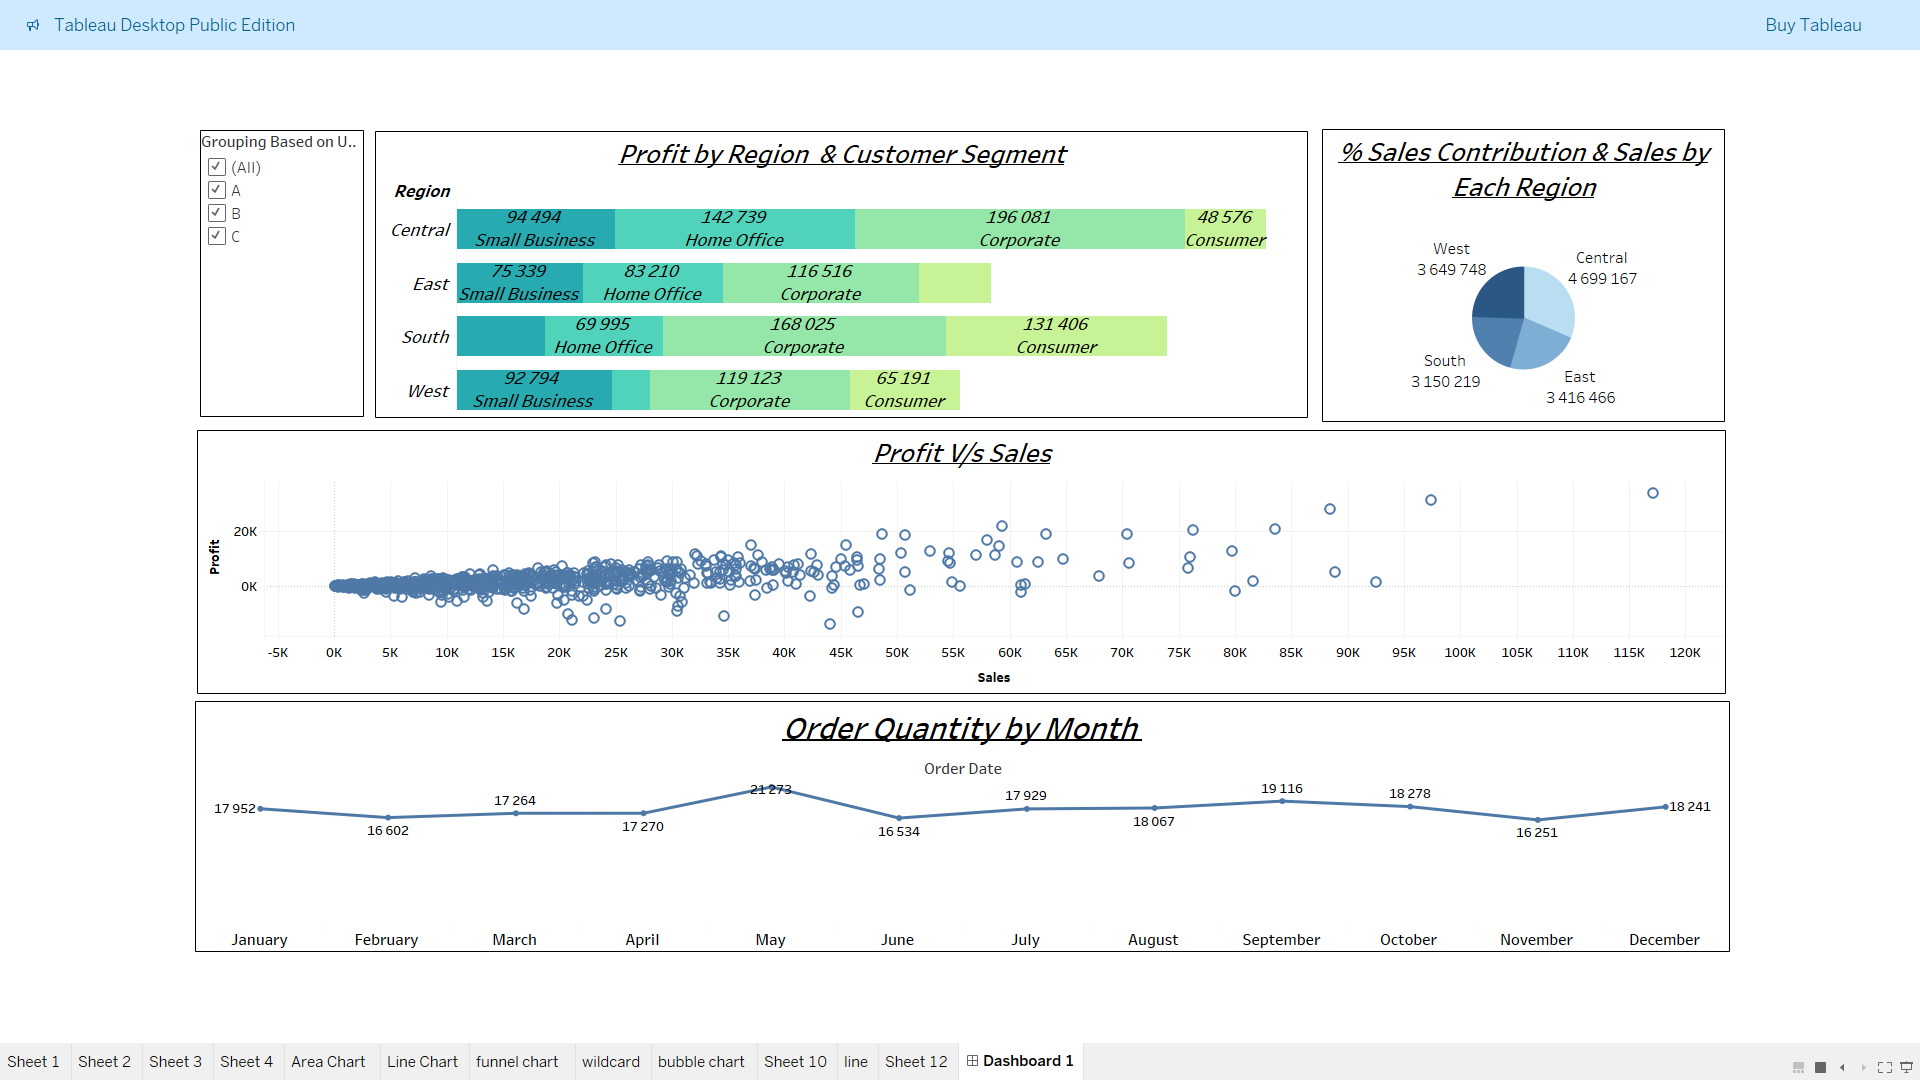 Tableau Desktop Public Edition
Buy Tableau
Grouping Based on U..
(All)
A
B
C
Profit by Region & Customer Segment
Region
Central
94 494
Small Business
142 739
Home Office
196 081
Corporate
48 576
Consumer
East
75 339
Small Business
83 210
Home Office
116 516
Corporate
South
69 995
Home Office
168 025
Corporate
131 406
Consumer
West
92 794
Small Business
119 123
Corporate
65 191
Consumer
% Sales Contribution & Sales by
Each Region
West
3 649 748
Central
4 699 167
South
3 150 219
East
3 416 466
Profit V/s Sales
Profit
20K
0K
-5K 0K 5K 10K 15K 20K 25K 30K 35K 40K 45K 50K 55K 60K 65K 70K 75K 80K 85K 90K 95K 100K 105K 110K 115K 120K
Sales
Order Quantity by Month
Order Date
17 952
16 602
17 264
17 270
21 273
16 534
17 929
18 067
19 116
18 278
16 251
18 241
January February March April May June July August September October November December
Sheet 1 Sheet 2 Sheet 3 Sheet 4 Area Chart Line Chart funnel chart wildcard bubble chart Sheet 10 line Sheet 12 Dashboard 1